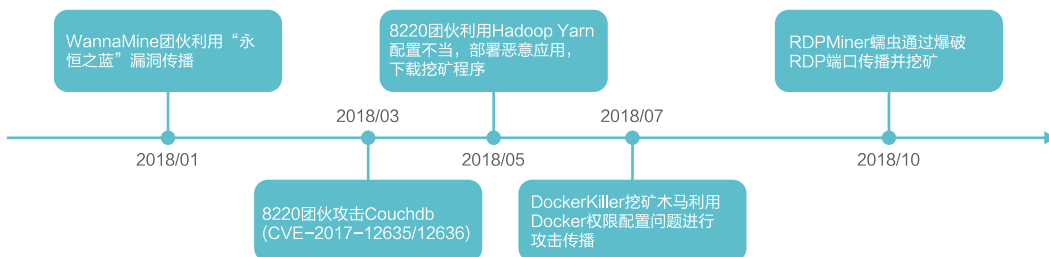 WannaMine团伙利用“永
恒之蓝”漏洞传播
8220团伙利用Hadoop Yarn
配置不当，部署恶意应用，
下载挖矿程序
RDPMiner蠕虫通过爆破
RDP端口传播并挖矿
2018/03
2018/07
2018/01
2018/05
2018/10
8220团伙攻击Couchdb
(CVE-2017-12635/12636)
DockerKiller挖矿木马利用
Docker权限配置问题进行
攻击传播